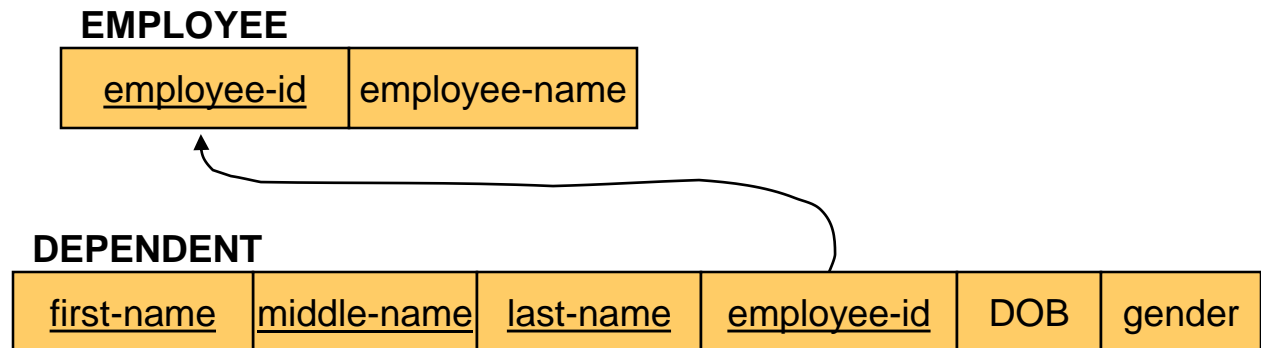 EMPLOYEE
employee-id employee-name
DEPENDENT
first-name middle-name last-name employee-id DOB gender